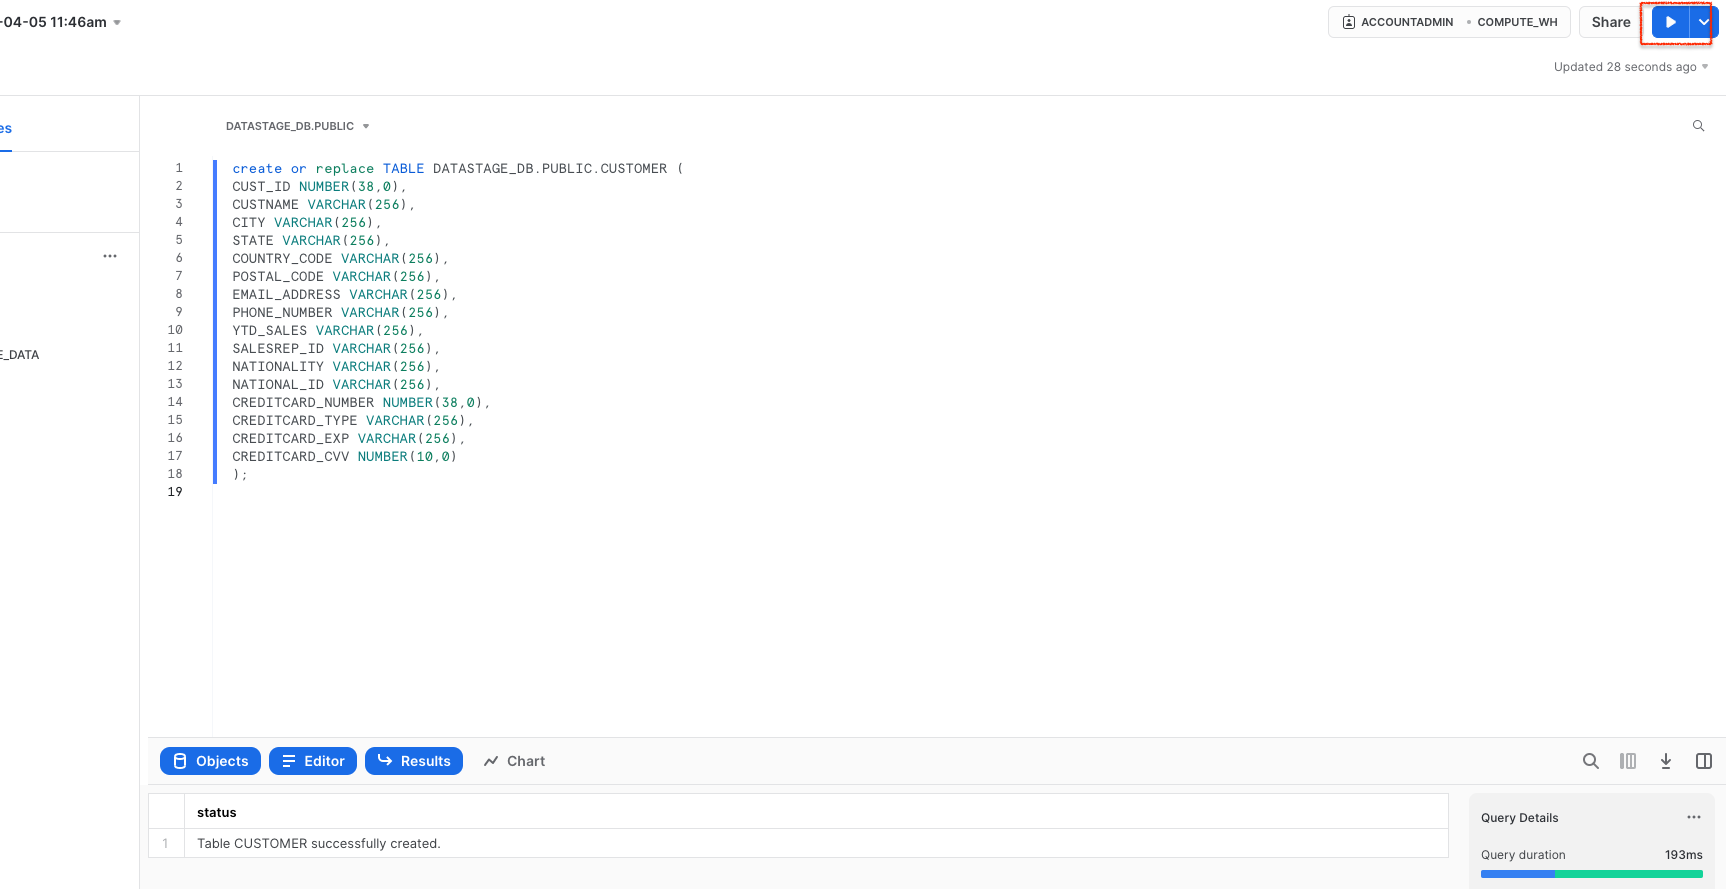 -04-05 11:46am
ACCOUNTADMIN • COMPUTE_WH
Share
Updated 28 seconds ago
es
DATASTAGE_DB.PUBLIC
1 create or replace TABLE DATASTAGE_DB.PUBLIC.CUSTOMER (
2 CUST_ID NUMBER(38,0),
3 CUSTNAME VARCHAR(256),
4 CITY VARCHAR(256),
5 STATE VARCHAR(256),
6 COUNTRY_CODE VARCHAR(256),
7 POSTAL_CODE VARCHAR(256),
8 EMAIL_ADDRESS VARCHAR(256),
9 PHONE_NUMBER VARCHAR(256),
10 YTD_SALES VARCHAR(256),
11 SALESREP_ID VARCHAR(256),
12 NATIONALITY VARCHAR(256),
13 NATIONAL_ID VARCHAR(256),
14 CREDITCARD_NUMBER NUMBER(38,0),
15 CREDITCARD_TYPE VARCHAR(256),
16 CREDITCARD_EXP VARCHAR(256),
17 CREDITCARD_CVV NUMBER(10,0)
18 );
19
E_DATA
Objects Editor Results Chart
status
1 Table CUSTOMER successfully created.
Query Details
Query duration 193ms